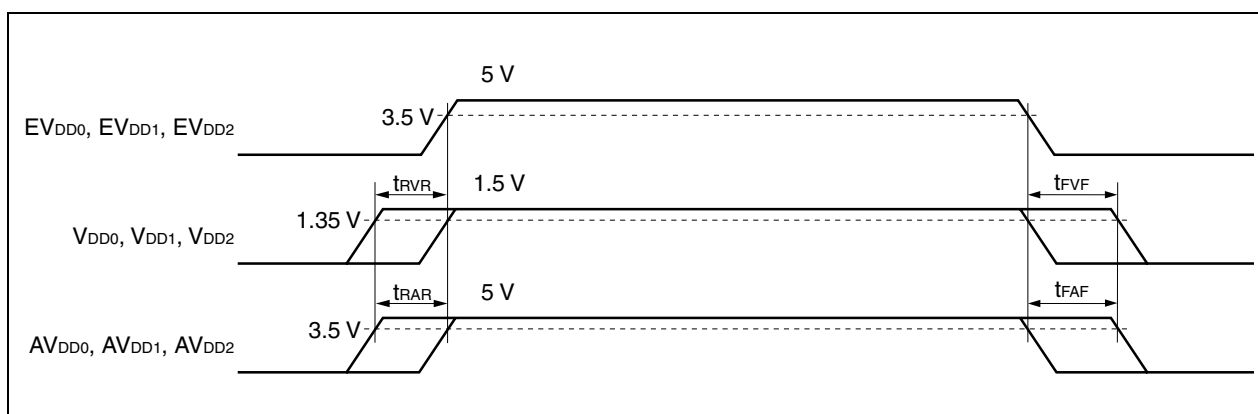 5 V
3.5 V
EVDD0, EVDD1, EVDD2
tRVR
1.5 V
tFVF
1.35 V
VDD0, VDD1, VDD2
tRAR
5 V
tFAF
3.5 V
AVDD0, AVDD1, AVDD2